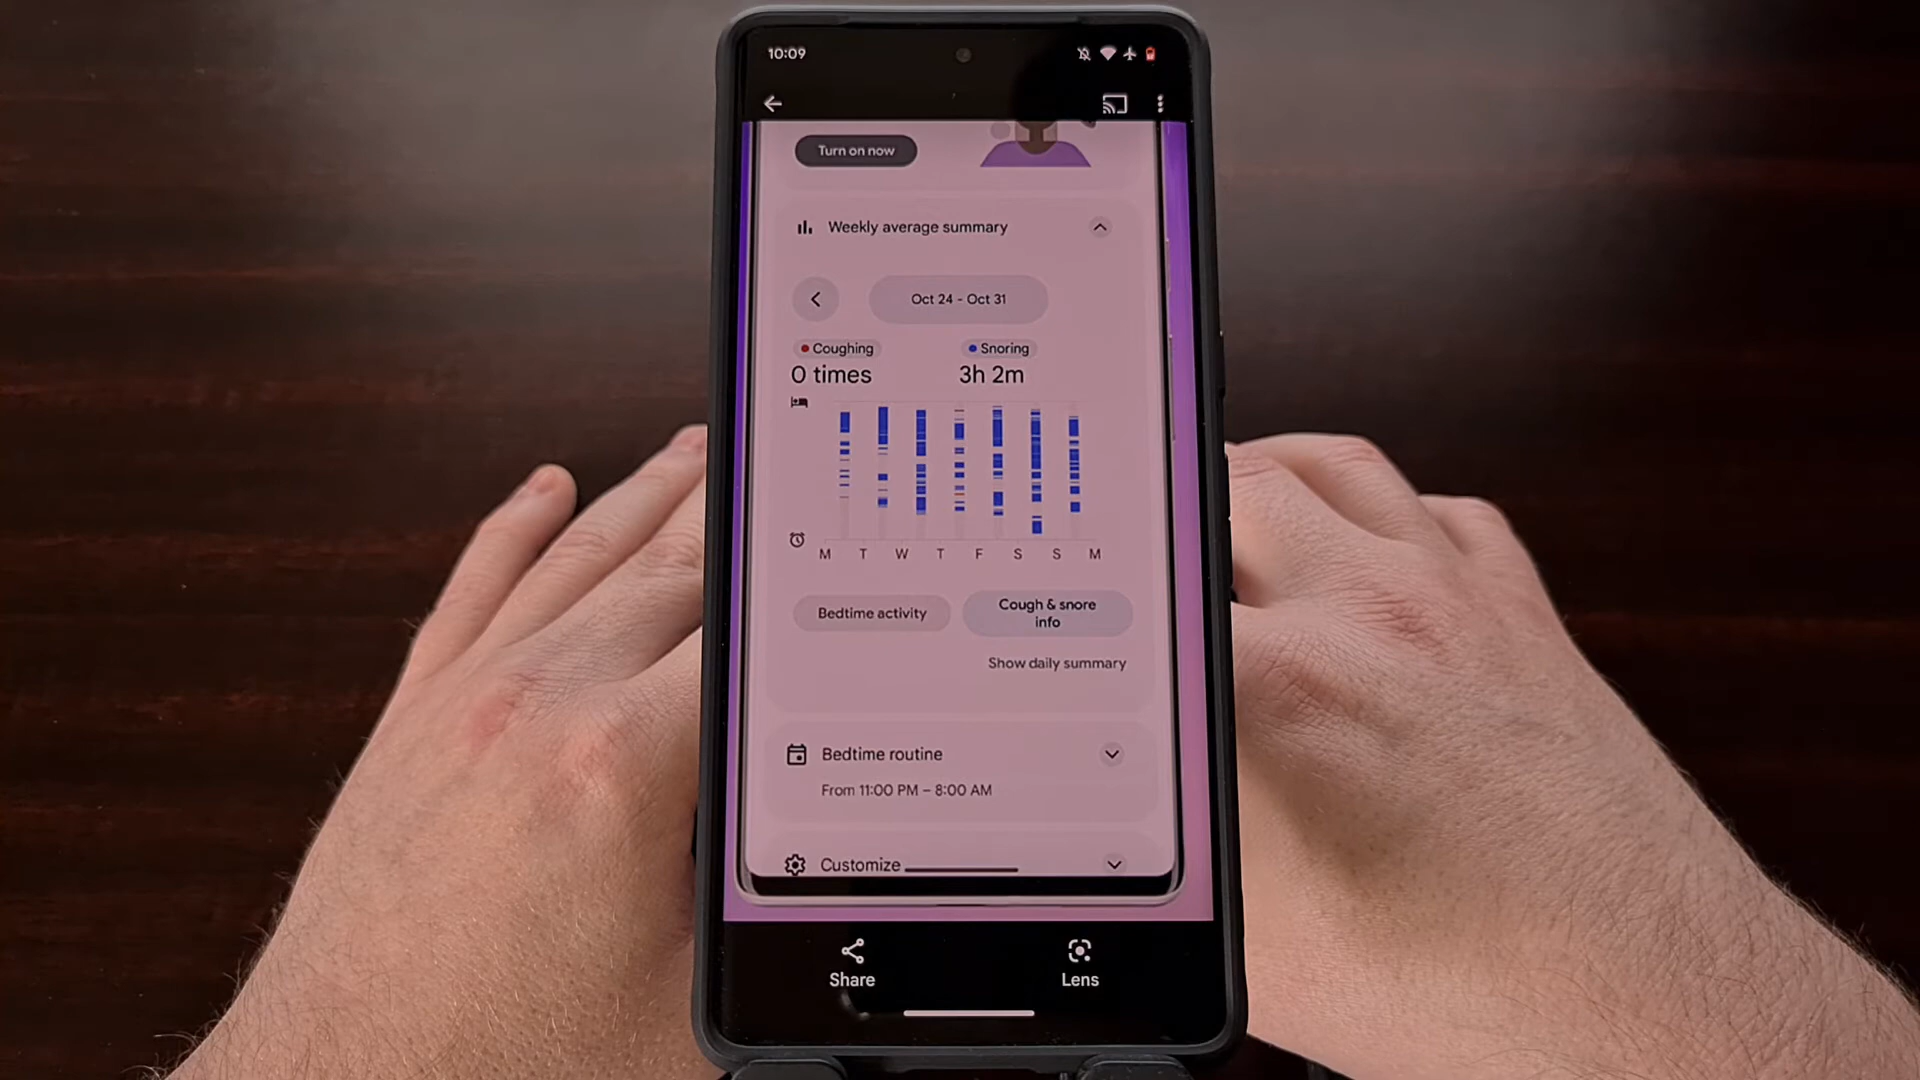 10:09
Turn on now
Weekly average summary
Oct 24 - Oct 31
Coughing
Snoring
0 times
3h 2m
M T W T F S S M
Bedtime activity
Cough & snore
info
Show daily summary
Bedtime routine
From 11:00 PM – 8:00 AM
Customize
Share
Lens